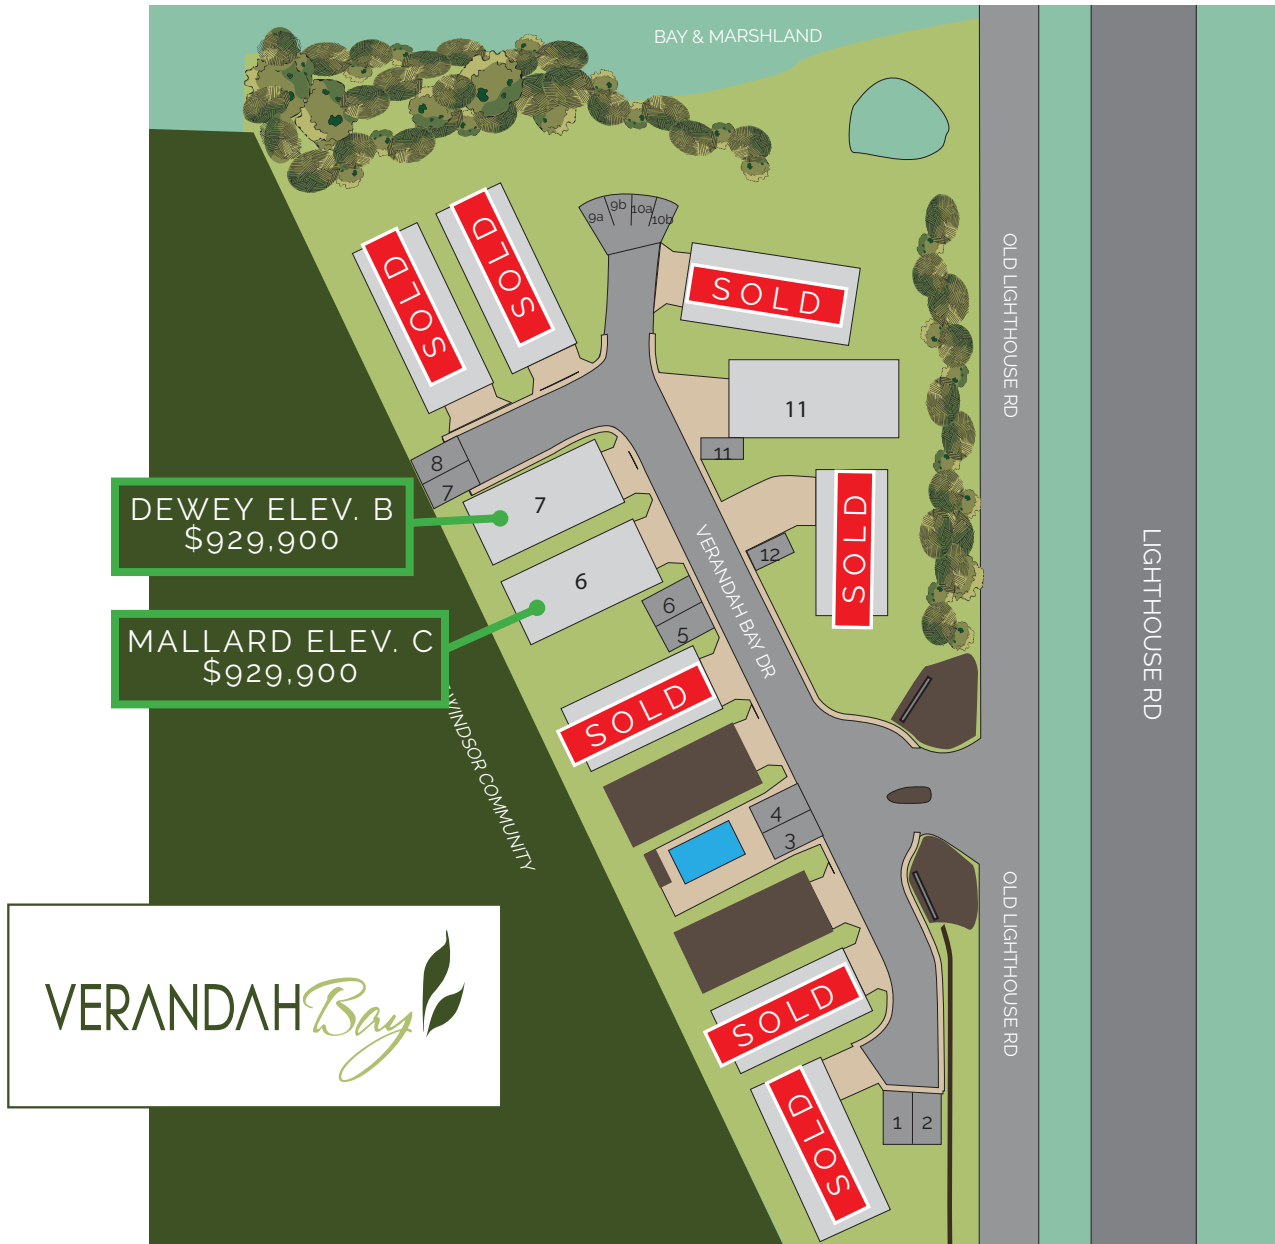 BAY & MARSHLAND
9a
9b
10a
10b
SOLD
SOLD
SOLD
OLD LIGHTHOUSE RD
11
11
8
7
7
SOLD
DEWEY ELEV. B
$929,900
12
6
6
5
VERANDAH BAY DR
LIGHTHOUSE RD
MALLARD ELEV. C
$929,900
SOLD
WINDSOR COMMUNITY
4
3
OLD LIGHTHOUSE RD
VERANDAH Bay
SOLD
SOLD
1
2